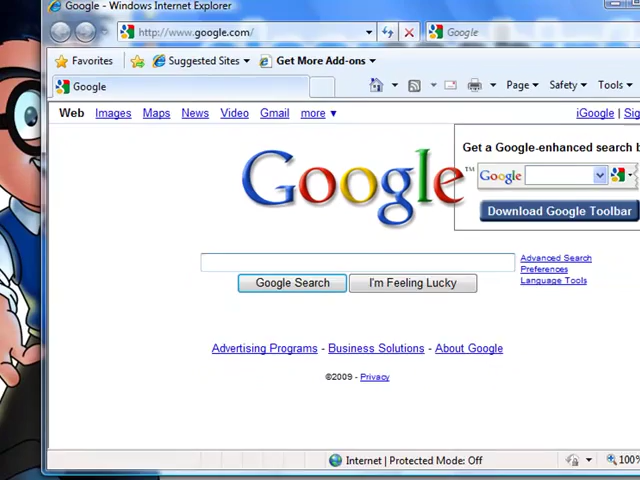 Google - Windows Internet Explorer
http://www.google.com/
Google
Favorites
Suggested Sites
Get More Add-ons
Google
Page
Safety
Tools
Web Images Maps News Video Gmail more ▼
iGoogle |
Get a Google-enhanced search
Google™
Google
Download Google Toolbar
Advanced Search
Preferences
Language Tools
Google Search
I'm Feeling Lucky
Advertising Programs - Business Solutions - About Google
©2009 - Privacy
Internet | Protected Mode: Off
100%